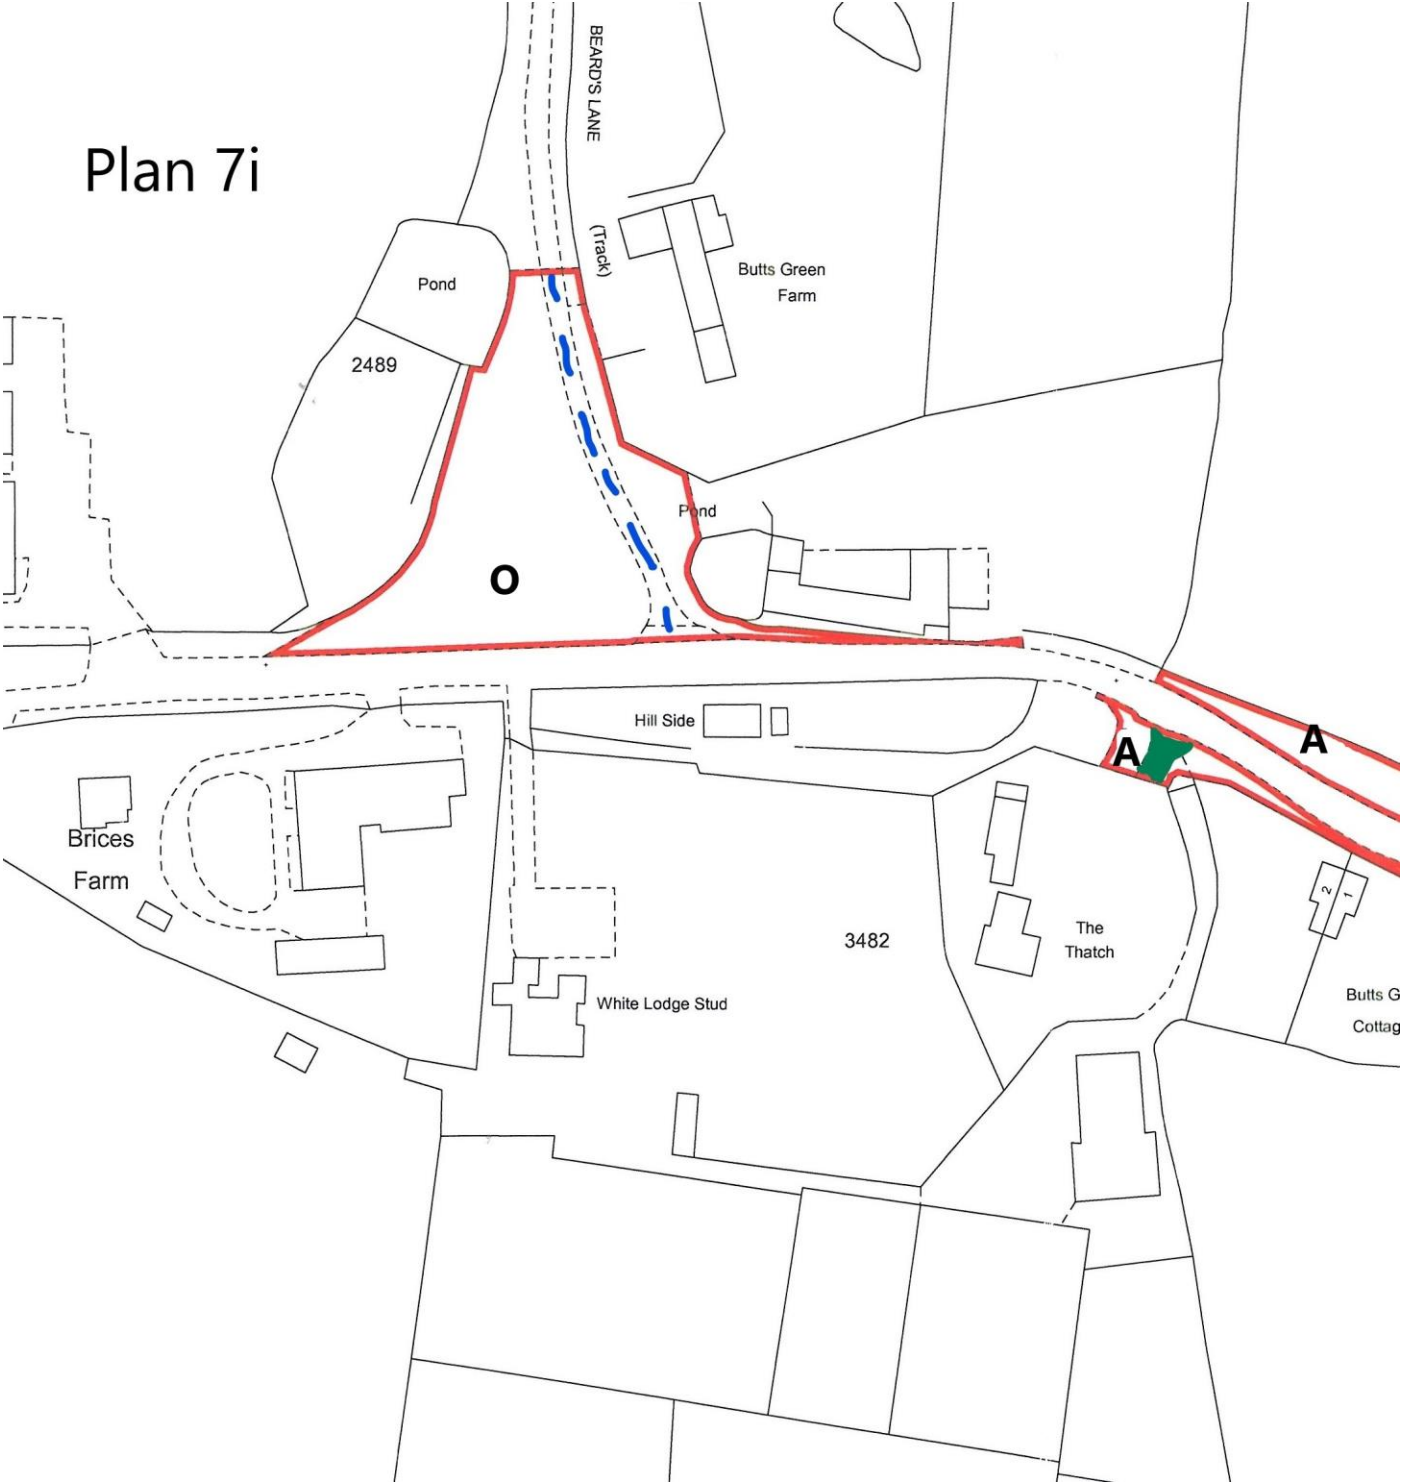 BEARD'S LANE
Plan 7i
(Track)
Butts Green
Farm
Pond
2489
Pond
O
Hill Side
A
A
Brices
Farm
2
1
The
Thatch
3482
White Lodge Stud
Butts G
Cottag